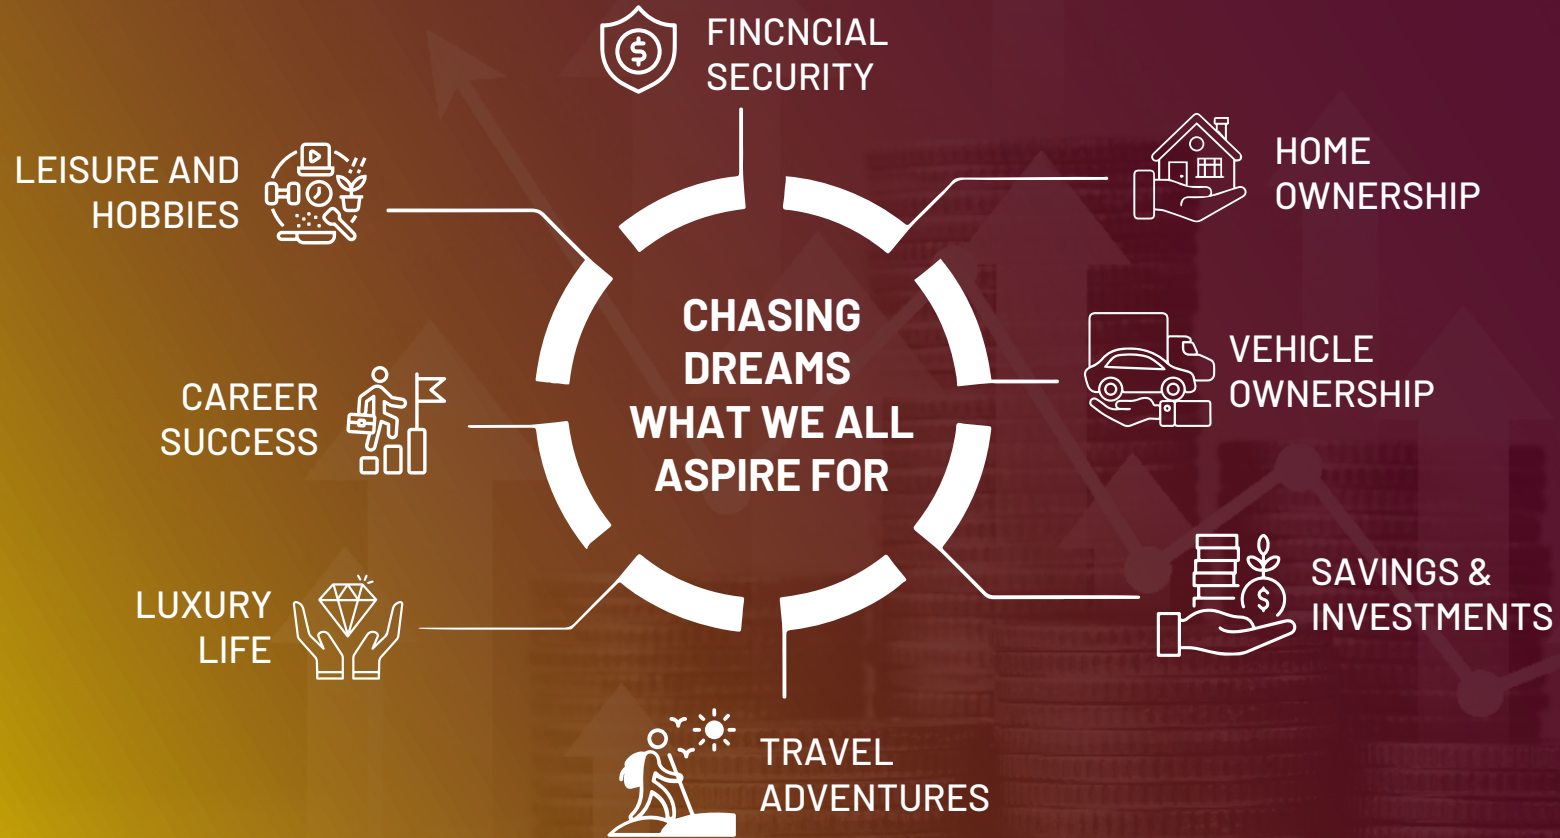 FINCNCIAL
SECURITY
HOME
OWNERSHIP
VEHICLE
OWNERSHIP
SAVINGS &
INVESTMENTS
TRAVEL
ADVENTURES
LUXURY
LIFE
CAREER
SUCCESS
LEISURE AND
HOBBIES
CHASING
DREAMS
WHAT WE ALL
ASPIRE FOR